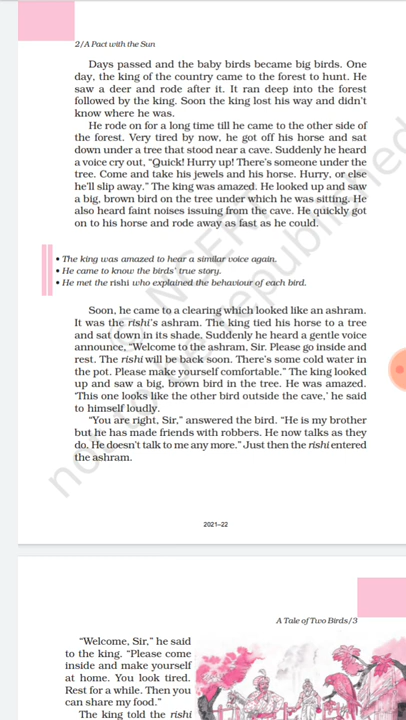 2/A Pact with the Sun
Days passed and the baby birds became big birds. One
day, the king of the country came to the forest to hunt. He
saw a deer and rode after it. It ran deep into the forest
followed by the king. Soon the king lost his way and didn't
know where he was.
He rode on for a long time till he came to the other side of
the forest. Very tired by now, he got off his horse and sat
down under a tree that stood near a cave. Suddenly he heard
a voice cry out, “Quick! Hurry up! There's someone under the
tree. Come and take his jewels and his horse. Hurry, or else
he'll slip away.” The king was amazed. He looked up and saw
a big, brown bird on the tree under which he was sitting. He
also heard faint noises issuing from the cave. He quickly got
on to his horse and rode away as fast as he could.
• The king was amazed to hear a similar voice again.
• He came to know the birds' true story.
• He met the rishi who explained the behaviour of each bird.
Soon, he came to a clearing which looked like an ashram.
It was the rishi's ashram. The king tied his horse to a tree
and sat down in its shade. Suddenly he heard a gentle voice
announce, “Welcome to the ashram, Sir. Please go inside and
rest. The rishi will be back soon. There's some cold water in
the pot. Please make yourself comfortable.” The king looked
up and saw a big, brown bird in the tree. He was amazed.
‘This one looks like the other bird outside the cave,’ he said
to himself loudly.
“You are right, Sir,” answered the bird. “He is my brother
but he has made friends with robbers. He now talks as they
do. He doesn't talk to me any more.” Just then the rishi entered
the ashram.
2021–22
A Tale of Two Birds/3
“Welcome, Sir,” he said
to the king. “Please come
inside and make yourself
at home. You look tired.
Rest for a while. Then you
can share my food.”
The king told the rishi